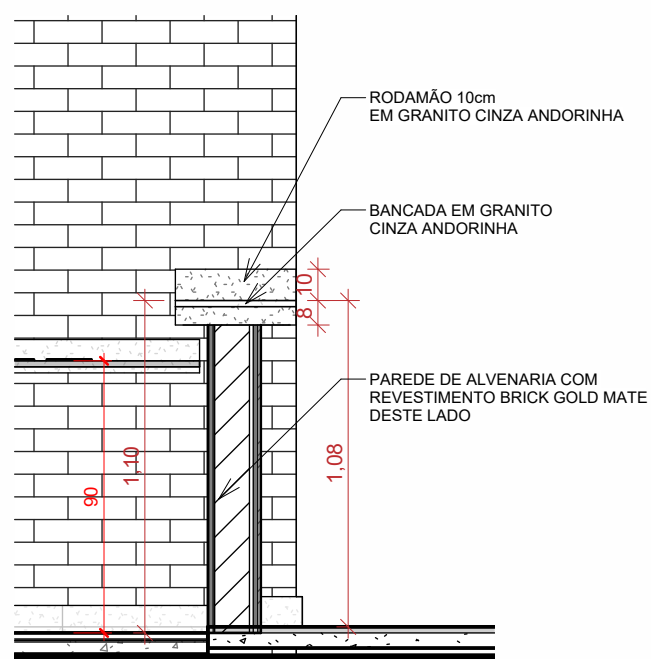 RODAMÃO 10cm
EM GRANITO CINZA ANDORINHA
BANCADA EM GRANITO
CINZA ANDORINHA
10
8
PAREDE DE ALVENARIA COM
REVESTIMENTO BRICK GOLD MATE
DESTE LADO
90
1,10
1,08